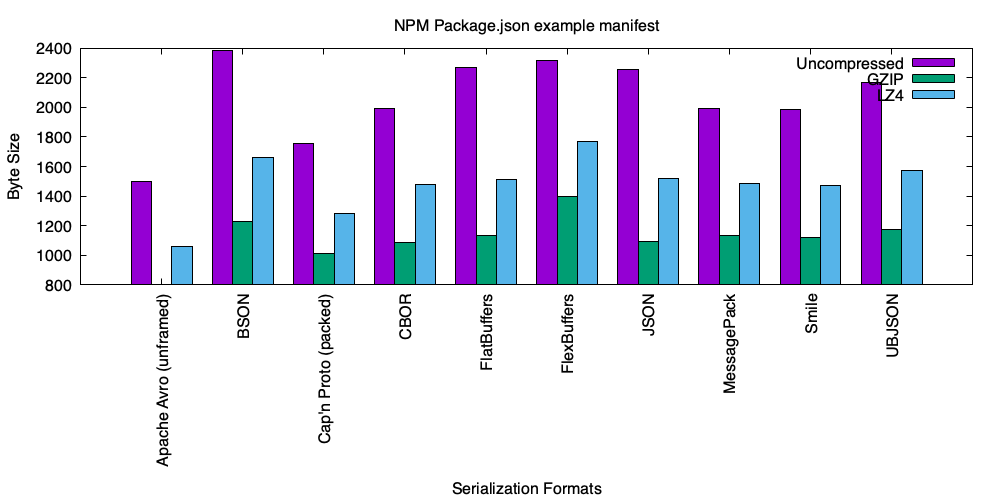 NPM Package.json example manifest
2400
2200
2000
1800
1600
1400
1200
1000
800
Byte Size
Uncompressed
GZIP
LZ4
Apache Avro (unframed)
BSON
Cap'n Proto (packed)
CBOR
FlatBuffers
FlexBuffers
JSON
MessagePack
Smile
UBJSON
Serialization Formats